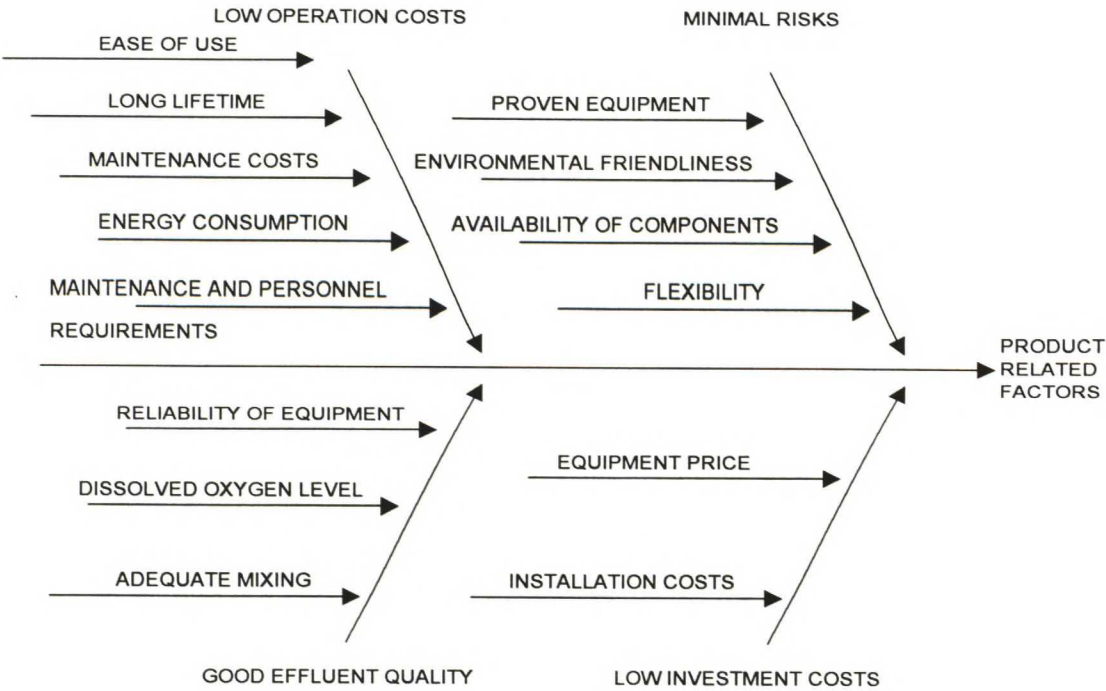 LOW OPERATION COSTS
MINIMAL RISKS
EASE OF USE
LONG LIFETIME
MAINTENANCE COSTS
ENERGY CONSUMPTION
MAINTENANCE AND PERSONNEL
REQUIREMENTS
PROVEN EQUIPMENT
ENVIRONMENTAL FRIENDLINESS
AVAILABILITY OF COMPONENTS
FLEXIBILITY
PRODUCT
RELATED
FACTORS
RELIABILITY OF EQUIPMENT
DISSOLVED OXYGEN LEVEL
ADEQUATE MIXING
EQUIPMENT PRICE
INSTALLATION COSTS
GOOD EFFLUENT QUALITY
LOW INVESTMENT COSTS